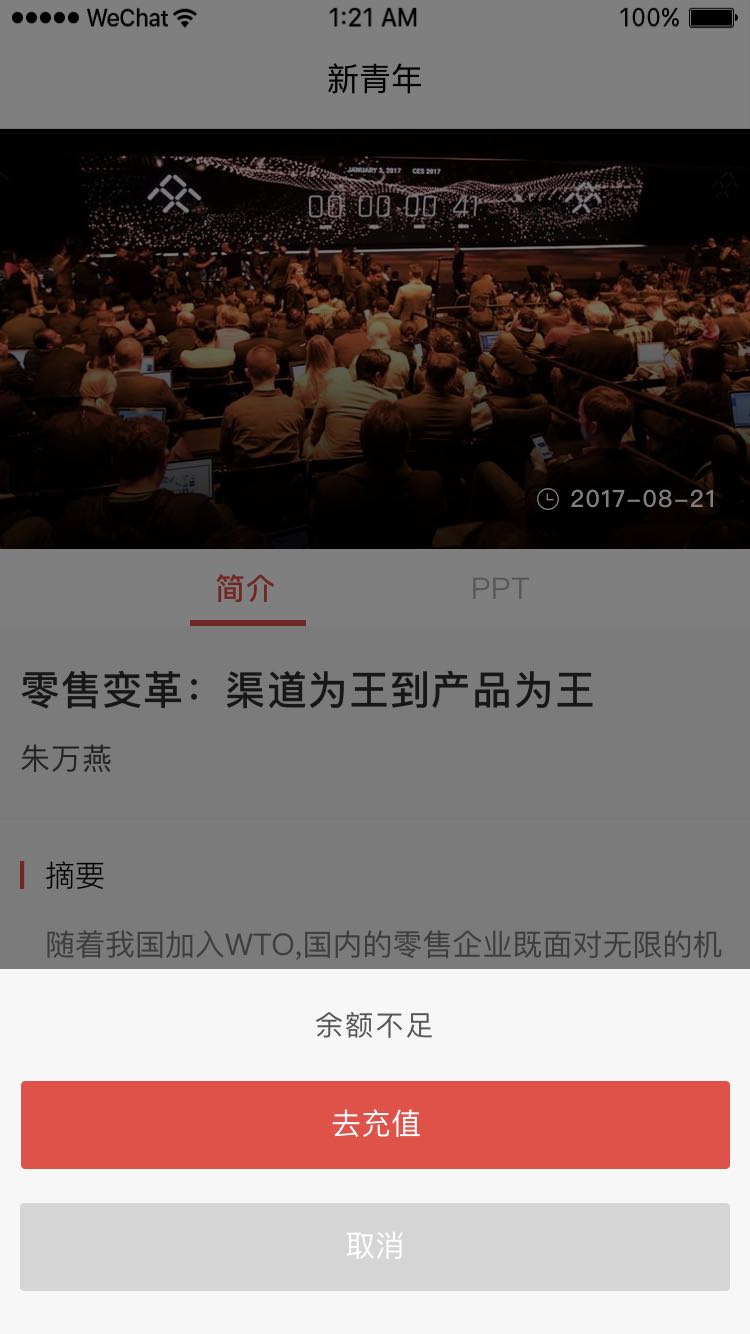 WeChat 1:21 AM 100%
新青年
JANUARY 3, 2017 CES 2017
00 00 00 41
2017-08-21
简介 PPT
零售变革：渠道为王到产品为王
朱万燕
摘要
随着我国加入WTO,国内的零售企业既面对无限的机
余额不足
去充值
取消